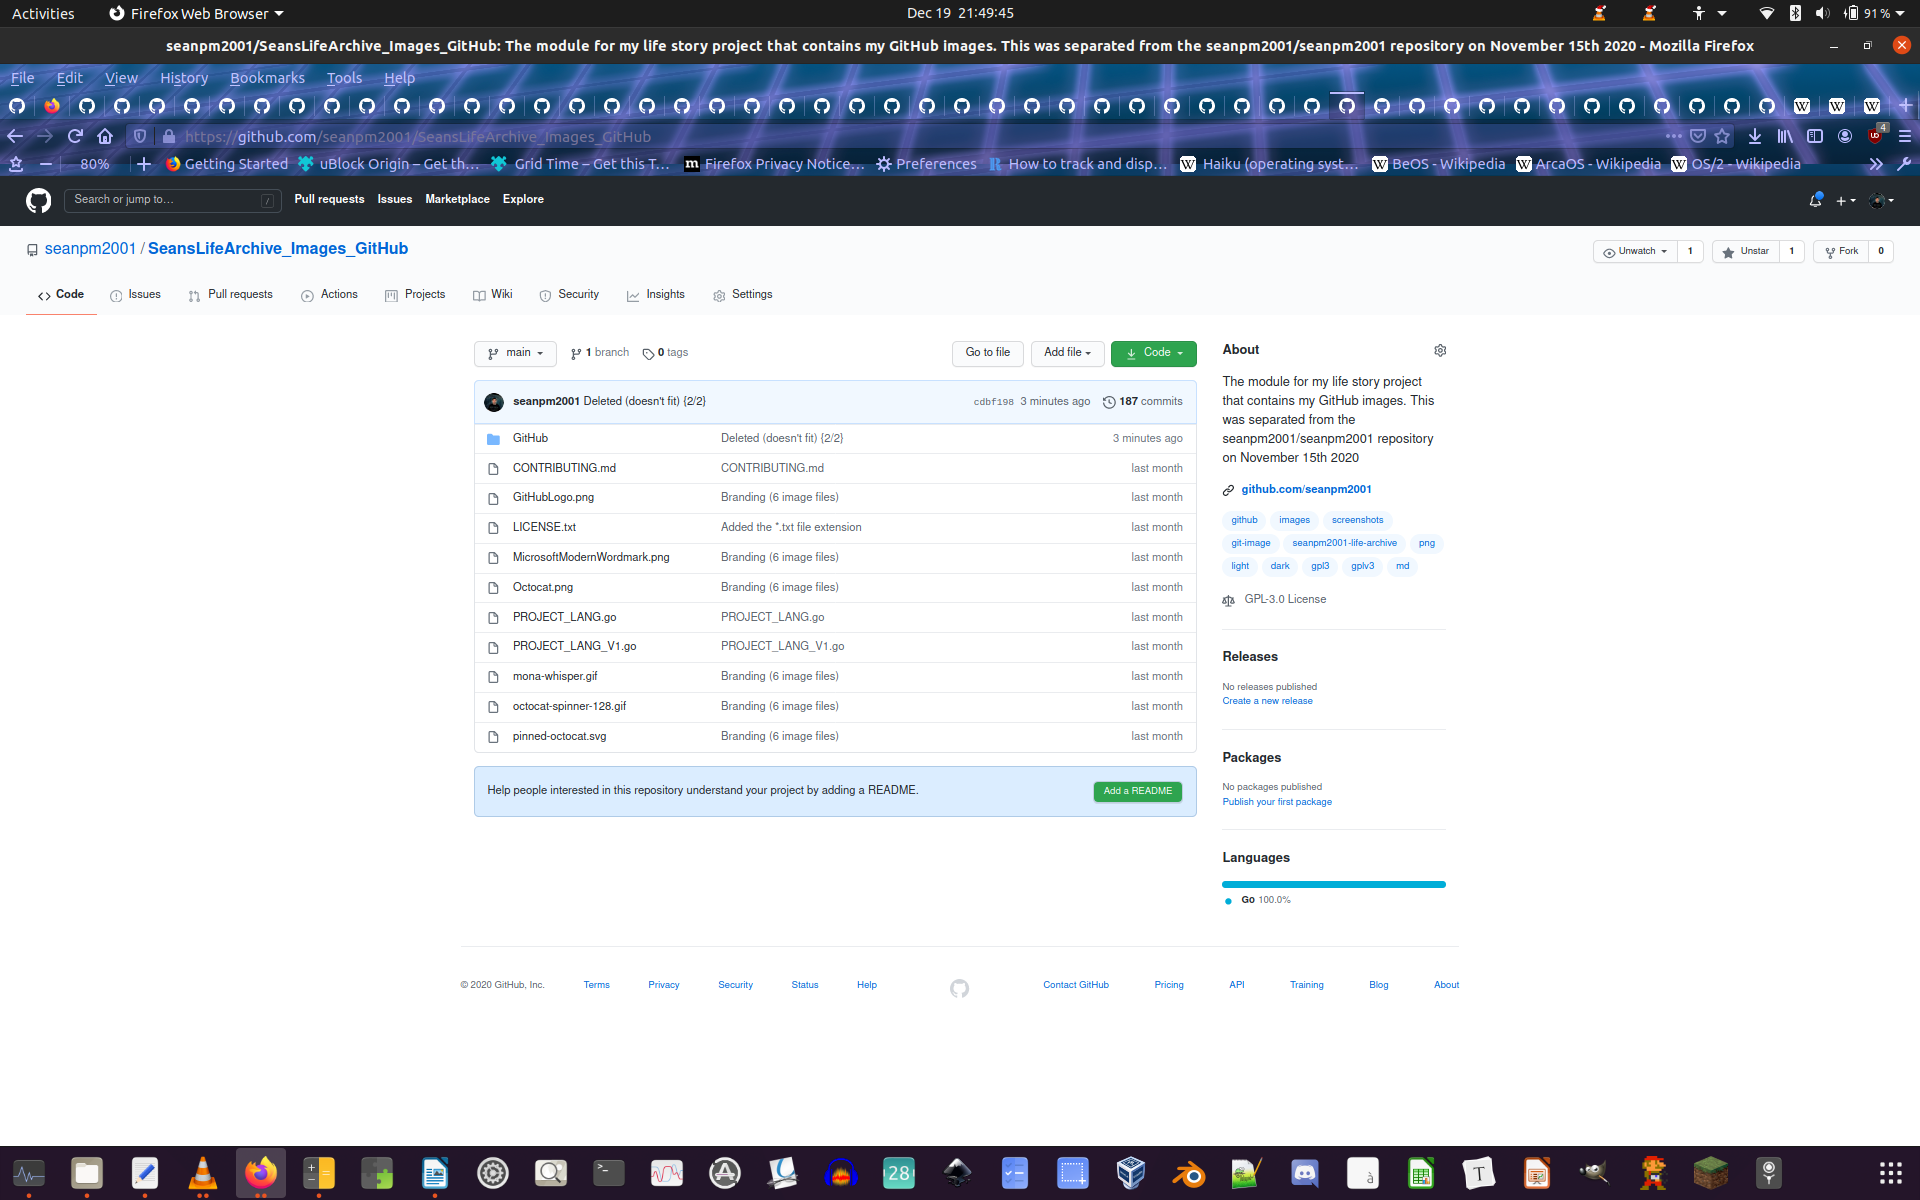 Activities
Firefox Web Browser
Dec 19 21:49:45
91 %
seanpm2001/SeansLifeArchive_Images_GitHub: The module for my life story project that contains my GitHub images. This was separated from the seanpm2001/seanpm2001 repository on November 15th 2020 - Mozilla Firefox
File Edit View History Bookmarks Tools Help
https://github.com/seanpm2001/SeansLifeArchive_Images_GitHub
4
80%
Getting Started
uBlock Origin – Get th…
Grid Time – Get this T…
Firefox Privacy Notice…
Preferences
How to track and disp…
Haiku (operating syst…
BeOS - Wikipedia
ArcaOS - Wikipedia
OS/2 - Wikipedia
Search or jump to…
/
Pull requests Issues Marketplace Explore
seanpm2001 / SeansLifeArchive_Images_GitHub
Unwatch 1
Unstar 1
Fork 0
Code Issues Pull requests Actions Projects Wiki Security Insights Settings
main
1 branch
0 tags
Go to file
Add file
Code
seanpm2001 Deleted (doesn't fit) {2/2}
cdbf198 3 minutes ago
187 commits
GitHub Deleted (doesn't fit) {2/2} 3 minutes ago
CONTRIBUTING.md CONTRIBUTING.md last month
GitHubLogo.png Branding (6 image files) last month
LICENSE.txt Added the *.txt file extension last month
MicrosoftModernWordmark.png Branding (6 image files) last month
Octocat.png Branding (6 image files) last month
PROJECT_LANG.go PROJECT_LANG.go last month
PROJECT_LANG_V1.go PROJECT_LANG_V1.go last month
mona-whisper.gif Branding (6 image files) last month
octocat-spinner-128.gif Branding (6 image files) last month
pinned-octocat.svg Branding (6 image files) last month
Help people interested in this repository understand your project by adding a README.
Add a README
About
The module for my life story project
that contains my GitHub images. This
was separated from the
seanpm2001/seanpm2001 repository
on November 15th 2020
github.com/seanpm2001
github images screenshots
git-image seanpm2001-life-archive png
light dark gpl3 gplv3 md
GPL-3.0 License
Releases
No releases published
Create a new release
Packages
No packages published
Publish your first package
Languages
Go 100.0%
© 2020 GitHub, Inc. Terms Privacy Security Status Help Contact GitHub Pricing API Training Blog About
28